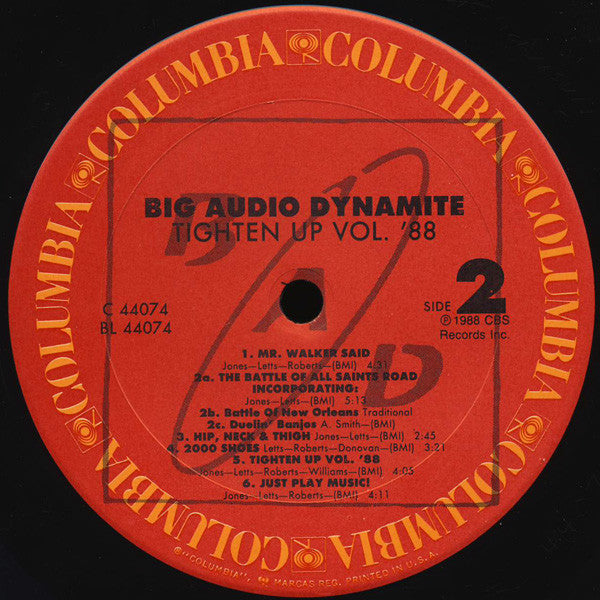 COLUMBIA COLUMBIA COLUMBIA COLUMBIA COLUMBIA COLUMBIA COLUMBIA
B
A
D
BIG AUDIO DYNAMITE
TIGHTEN UP VOL. '88
C 44074
BL 44074
SIDE 2
℗ 1988 CBS
Records Inc.
1. MR. WALKER SAID
Jones—Letts—Roberts—(BMI) 4:31
2a. THE BATTLE OF ALL SAINTS ROAD
INCORPORATING:
Jones—Letts—(BMI) 5:13
2b. Battle Of New Orleans Traditional
2c. Duelin' Banjos A. Smith—(BMI)
3. HIP, NECK & THIGH Jones—Letts—(BMI) 2:45
4. 2000 SHOES Letts—Roberts—Donovan—(BMI) 3:21
5. TIGHTEN UP VOL. '88
Jones—Letts—Roberts—Williams—(BMI) 4:05
6. JUST PLAY MUSIC!
Jones—Letts—Roberts—(BMI) 4:11
® "COLUMBIA", MARCAS REG. PRINTED IN U.S.A.